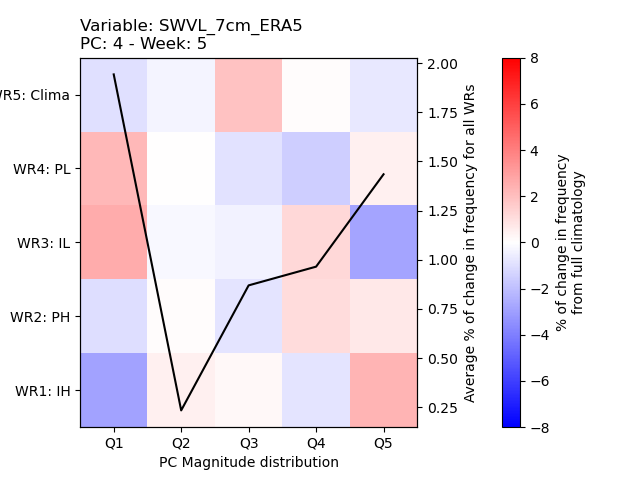 Variable: SWVL_7cm_ERA5
PC: 4 - Week: 5
WR5: Clima
WR4: PL
WR3: IL
WR2: PH
WR1: IH
Q1 Q2 Q3 Q4 Q5
PC Magnitude distribution
2.00
1.75
1.50
1.25
1.00
0.75
0.50
0.25
Average % of change in frequency for all WRs
8
6
4
2
0
−2
−4
−6
−8
% of change in frequency
from full climatology